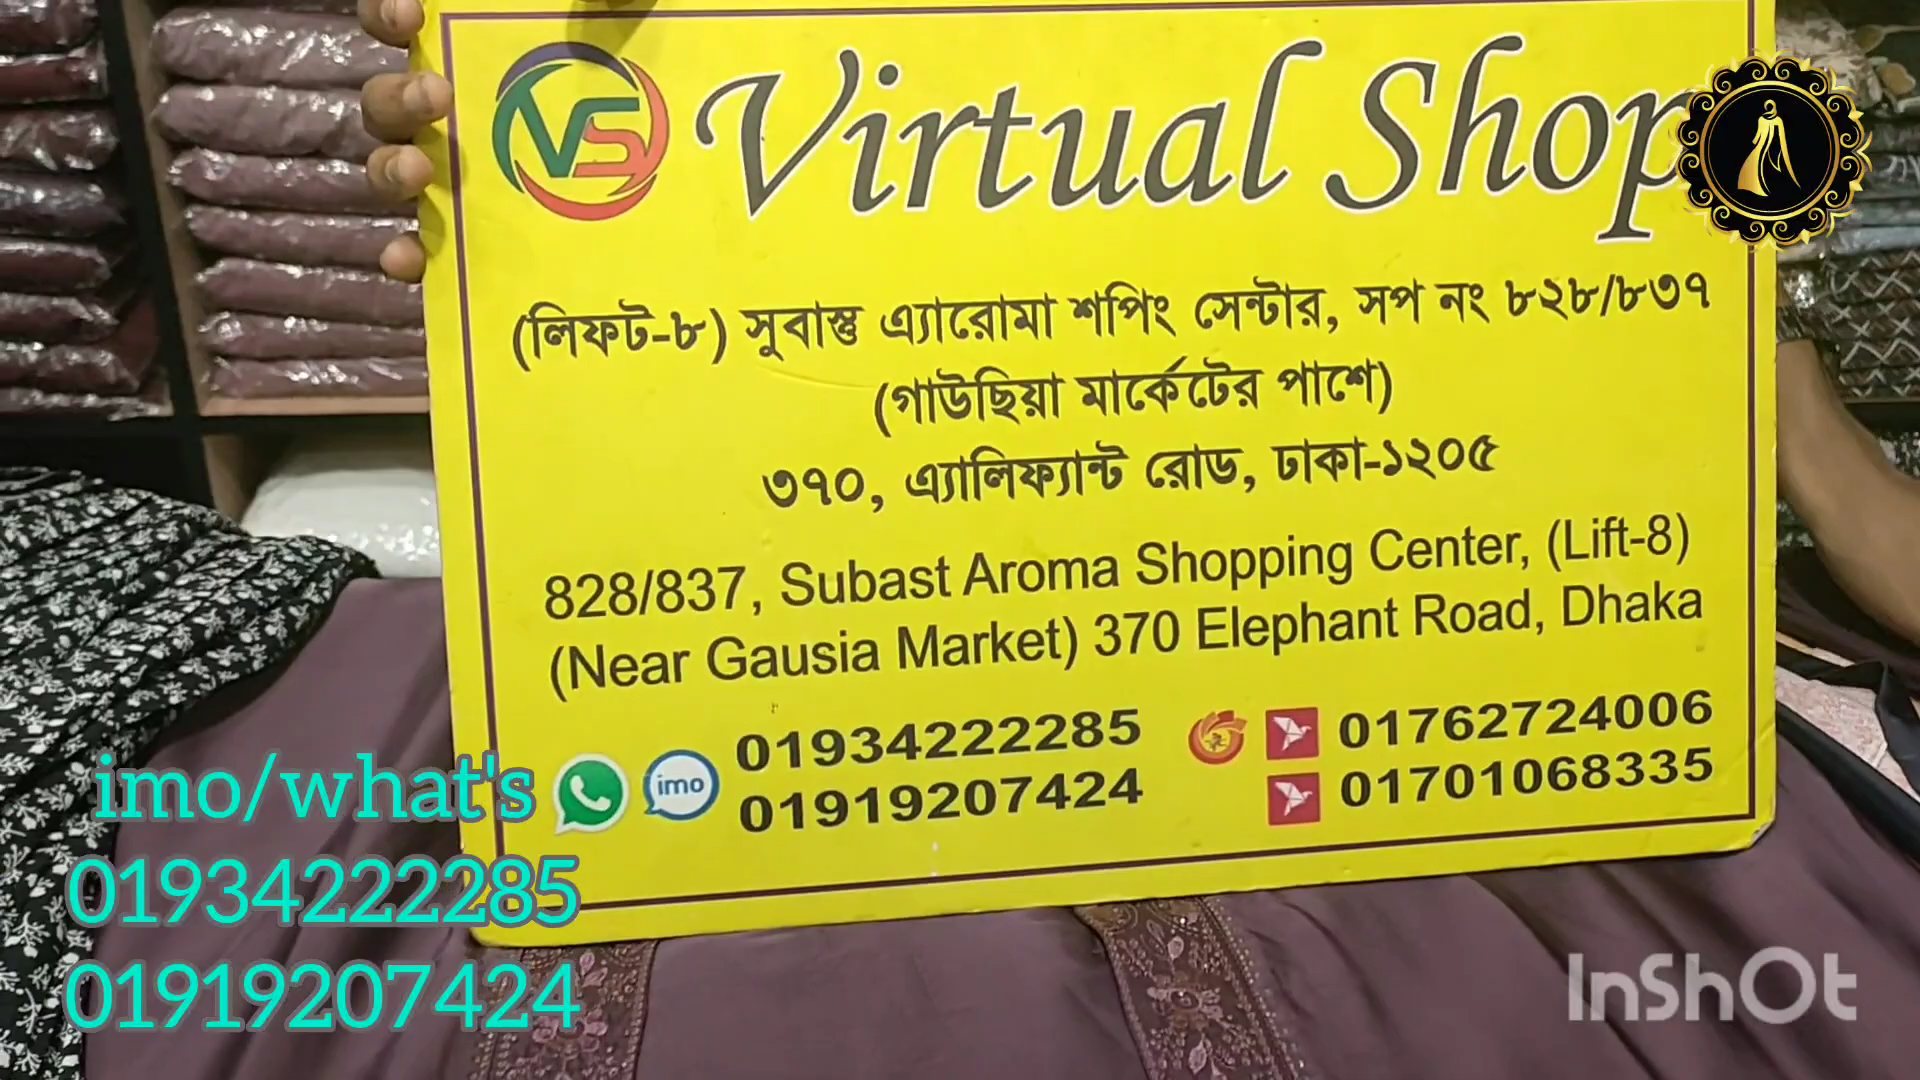 VS Virtual Shop
(লিফট-৮) সুবাস্তু এ্যারোমা শপিং সেন্টার, সপ নং ৮২৮/৮৩৭
(গাউছিয়া মার্কেটের পাশে)
৩৭০, এ্যালিফ্যান্ট রোড, ঢাকা-১২০৫
828/837, Subast Aroma Shopping Center, (Lift-8)
(Near Gausia Market) 370 Elephant Road, Dhaka
imo 01934222285
01919207424
01762724006
01701068335
imo/what's
01934222285
01919207424
InShOt